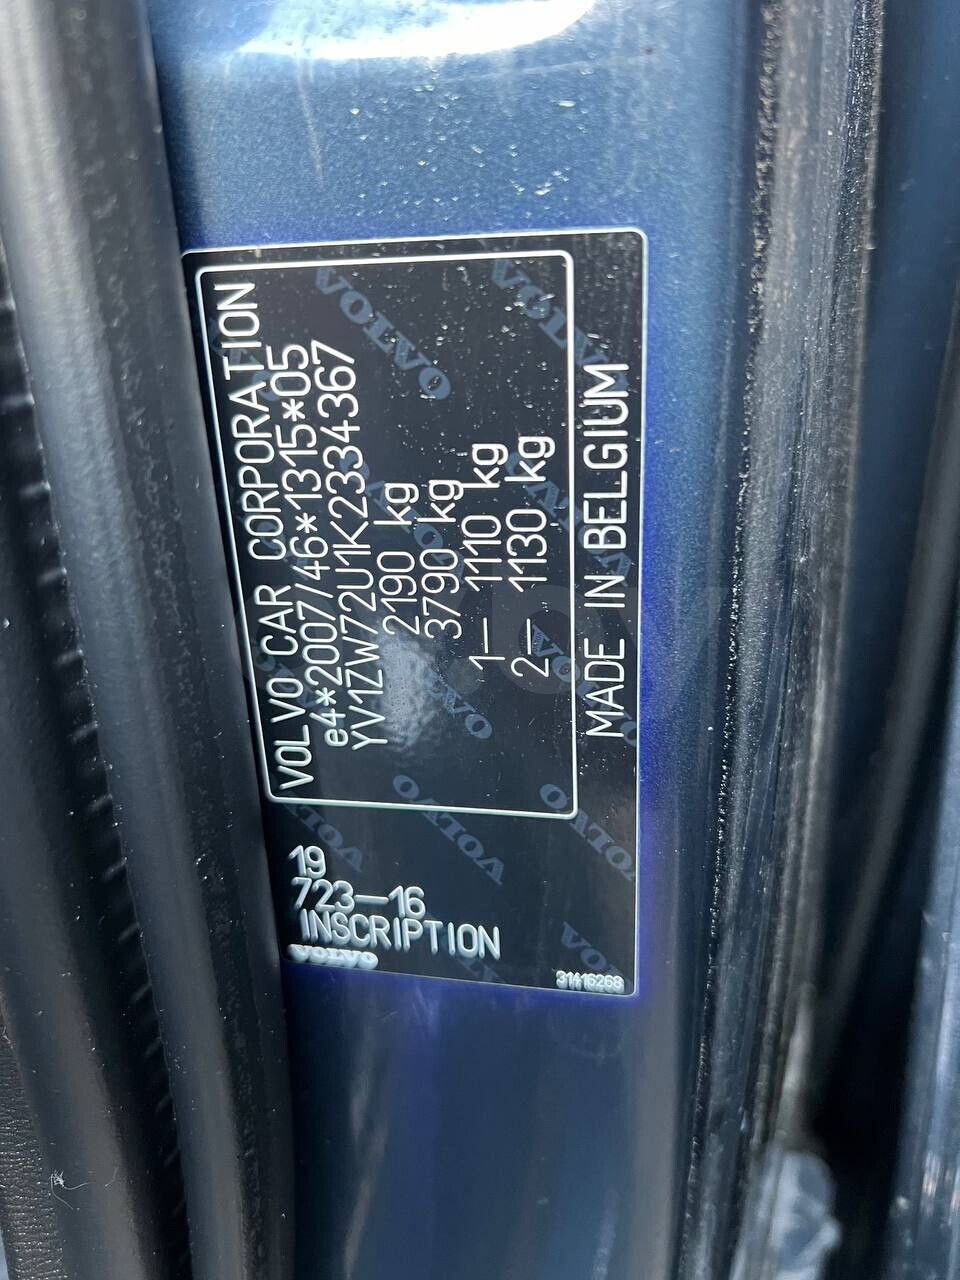 VOLVO CAR CORPORATION
e4*2007/46*1315*05
YV1ZW72U1K2334367
2190 kg
3790 kg
1— 1110 kg
2— 1130 kg
MADE IN BELGIUM
19
723—16
INSCRIPTION
VOLVO
31416268